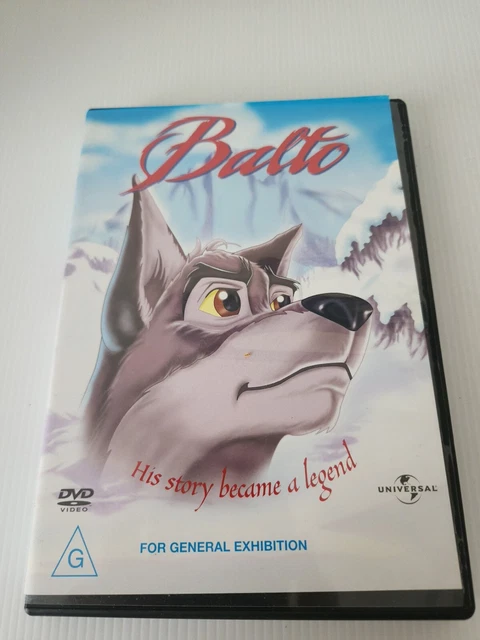 Balto
His story became a legend
DVD
VIDEO
UNIVERSAL
G
FOR GENERAL EXHIBITION